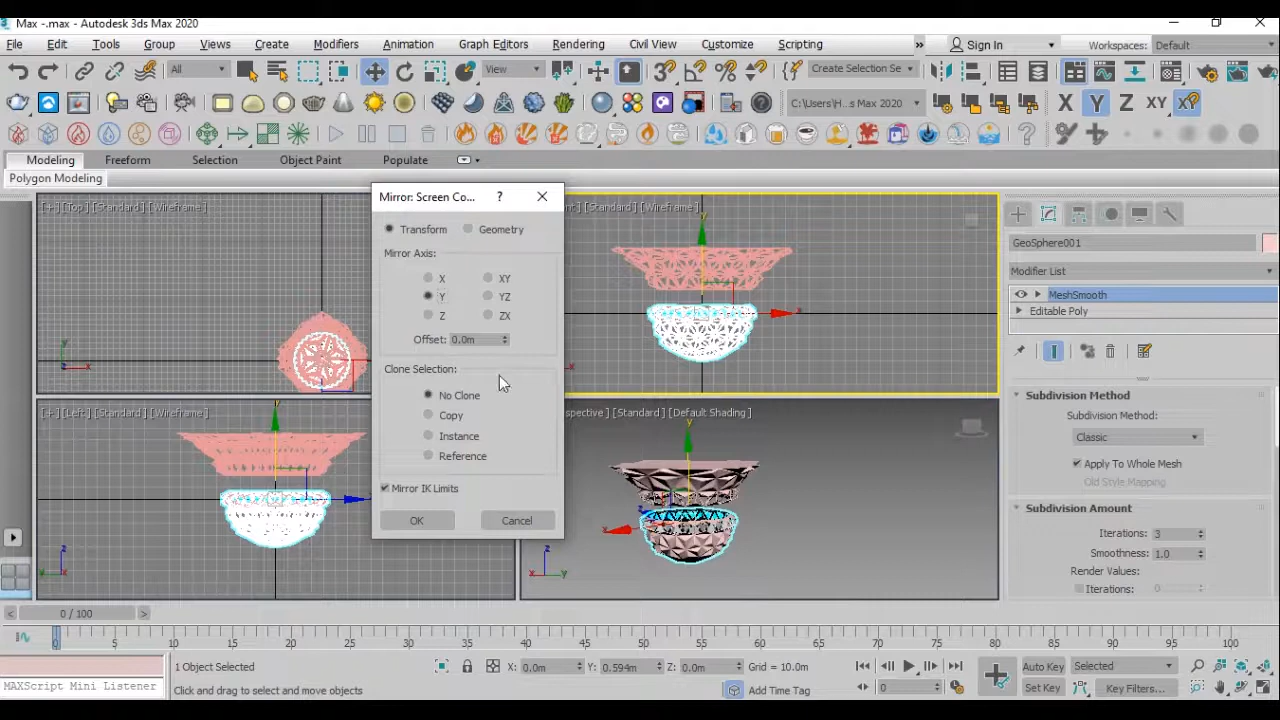 3 Max -.max - Autodesk 3ds Max 2020
File Edit Tools Group Views Create Modifiers Animation Graph Editors Rendering Civil View Customize Scripting » Sign In Workspaces: Default
All View Create Selection Se
C:\Users\H...s Max 2020 X Y Z XY
Modeling Freeform Selection Object Paint Populate
Polygon Modeling
[+] [Top] [Standard] [Wireframe]
Mirror: Screen Co... ?
Transform Geometry
Mirror Axis:
X XY
Y YZ
Z ZX
Offset: 0.0m
Clone Selection:
No Clone
Copy
Instance
Reference
Mirror IK Limits
OK Cancel
[Standard] [Wireframe]
[+] [Left] [Standard] [Wireframe]
[Standard] [Default Shading]
GeoSphere001
Modifier List
MeshSmooth
Editable Poly
Subdivision Method
Subdivision Method:
Classic
Apply To Whole Mesh
Old Style Mapping
Subdivision Amount
Iterations: 3
Smoothness: 1.0
Render Values:
Iterations: 0
< 0 / 100 >
0 5 10 15 20 25 30 35 40 45 50 55 60 65 70 75 80 85 90 95 100
1 Object Selected X: 0.0m Y: 0.594m Z: 0.0m Grid = 10.0m Auto Key Selected
MAXScript Mini Listener Click and drag to select and move objects Add Time Tag 0 Set Key Key Filters...